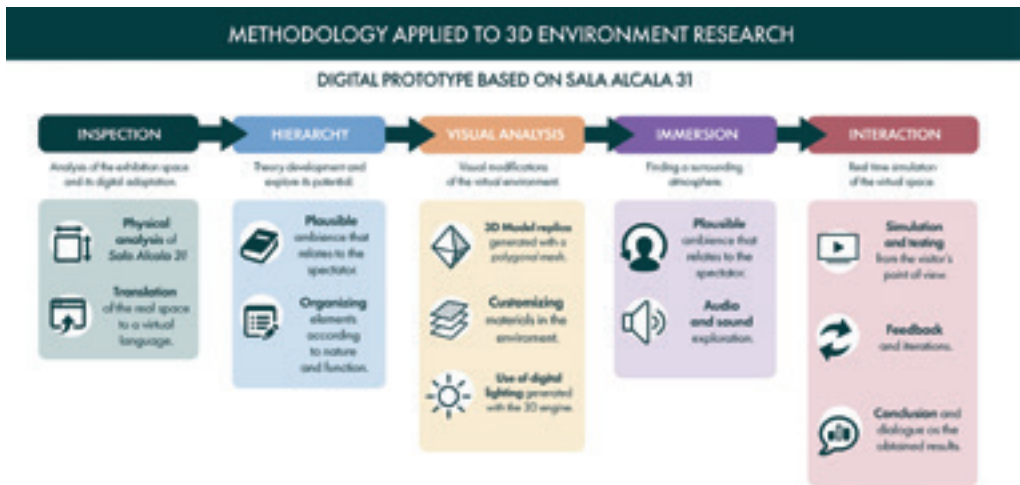 METHODOLOGY APPLIED TO 3D ENVIRONMENT RESEARCH
DIGITAL PROTOTYPE BASED ON SALA ALCALA 31
INSPECTION
Analysis of the exhibition space
and its digital adaptation.
Physical
analysis of
Sala Alcala 31
Translation
of the real space
to a virtual
language.
HIERARCHY
Theory development and
explore its potential.
Plausible
ambience that
relates to the
spectator.
Organizing
elements
according
to nature
and function.
VISUAL ANALYSIS
Visual modifications
of the virtual environment.
3D Model replica
generated with a
polygonal mesh.
Customizing
materials in the
enviroment.
Use of digital
lighting generated
with the 3D engine.
IMMERSION
Finding a surrounding
atmosphere.
Plausible
ambience that
relates to the
spectator.
Audio
and sound
exploration.
INTERACTION
Real time simulation
of the virtual space
Simulation
and testing
from the visitor's
point of view.
Feedback
and iterations.
Conclusion and
dialogue os the
obtained results.